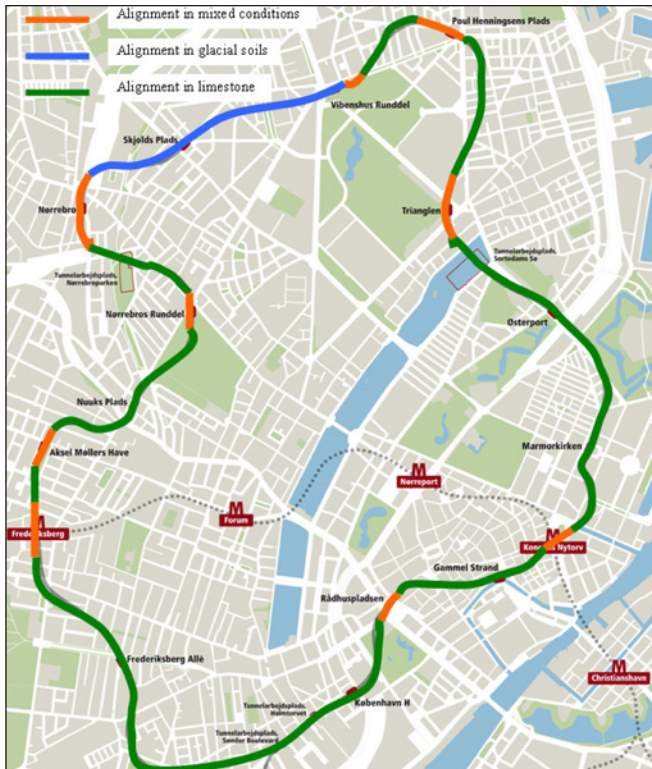 Alignment in mixed conditions
Alignment in glacial soils
Alignment in limestone
Poul Henningsens Plads
Vibenshus Runddel
Skjolds Plads
Nørrebro
Trianglen
Tunnelarbejdsplads,
Sortedams Sø
Tunnelarbejdsplads,
Nørrebroparken
Nørrebros Runddel
Østerport
Nuuks Plads
Marmorkirken
Aksel Møllers Have
M
Nørreport
M
Forum
M
Frederiksberg
M
Kongens Nytorv
Gammel Strand
Rådhuspladsen
Frederiksberg Allé
M
Christianshavn
København H
Tunnelarbejdsplads,
Halmtorvet
Tunnelarbejdsplads,
Sønder Boulevard